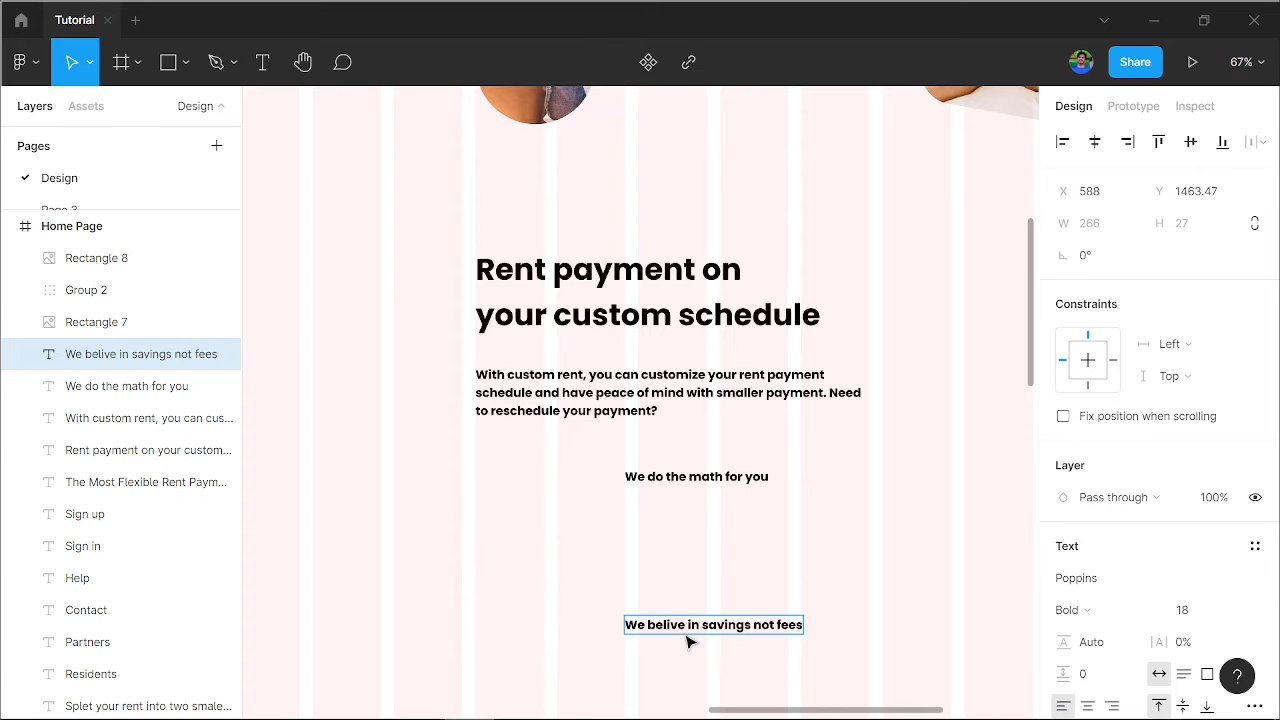 Tutorial
Share
67%
Layers
Assets
Design
Design
Prototype
Inspect
Pages
Design
Page 3
X
588
Y
1463.47
W
266
H
27
0°
Home Page
Rectangle 8
Group 2
Rectangle 7
We belive in savings not fees
We do the math for you
With custom rent, you can cu...
Rent payment on your custom...
The Most Flexible Rent Paym...
Sign up
Sign in
Help
Contact
Partners
Residents
Splet your rent into two smale...
Rent payment on
your custom schedule
With custom rent, you can customize your rent payment
schedule and have peace of mind with smaller payment. Need
to reschedule your payment?
We do the math for you
We belive in savings not fees
Constraints
Left
Top
Fix position when scrolling
Layer
Pass through
100%
Text
Poppins
Bold
18
A
Auto
|A|
0%
0
?